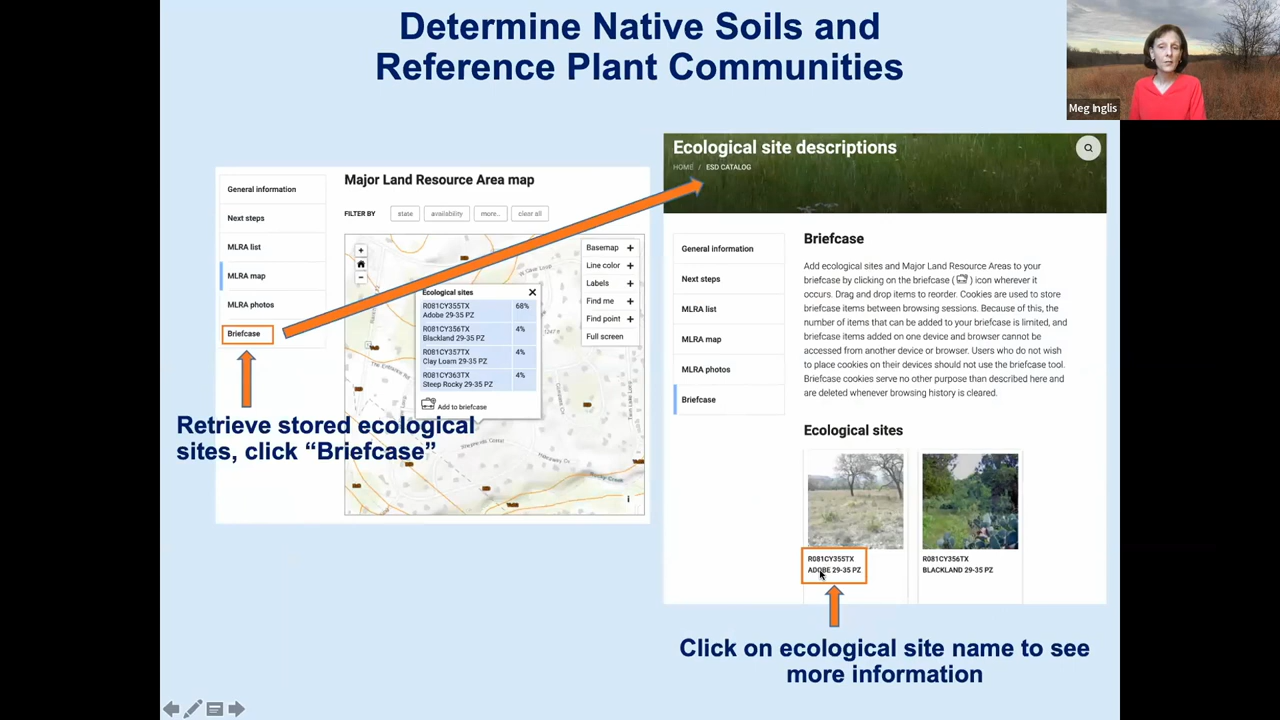 Determine Native Soils and
Reference Plant Communities
Meg Inglis
General information
Next steps
MLRA list
MLRA map
MLRA photos
Briefcase
Major Land Resource Area map
FILTER BY state availability more... clear all
Basemap +
Line color +
Labels +
Find me +
Find point +
Full screen
Ecological sites
R081CY355TX 68%
Adobe 29-35 PZ
R081CY356TX 4%
Blackland 29-35 PZ
R081CY357TX 4%
Clay Loam 29-35 PZ
R081CY363TX 4%
Steep Rocky 29-35 PZ
Add to briefcase
Retrieve stored ecological
sites, click “Briefcase”
Ecological site descriptions
HOME / ESD CATALOG
General information
Next steps
MLRA list
MLRA map
MLRA photos
Briefcase
Briefcase
Add ecological sites and Major Land Resource Areas to your
briefcase by clicking on the briefcase ( ) icon wherever it
occurs. Drag and drop items to reorder. Cookies are used to store
briefcase items between browsing sessions. Because of this, the
number of items that can be added to your briefcase is limited, and
briefcase items added on one device and browser cannot be
accessed from another device or browser. Users who do not wish
to place cookies on their devices should not use the briefcase tool.
Briefcase cookies serve no other purpose than described here and
are deleted whenever browsing history is cleared.
Ecological sites
R081CY355TX
ADOBE 29-35 PZ
R081CY356TX
BLACKLAND 29-35 PZ
Click on ecological site name to see
more information